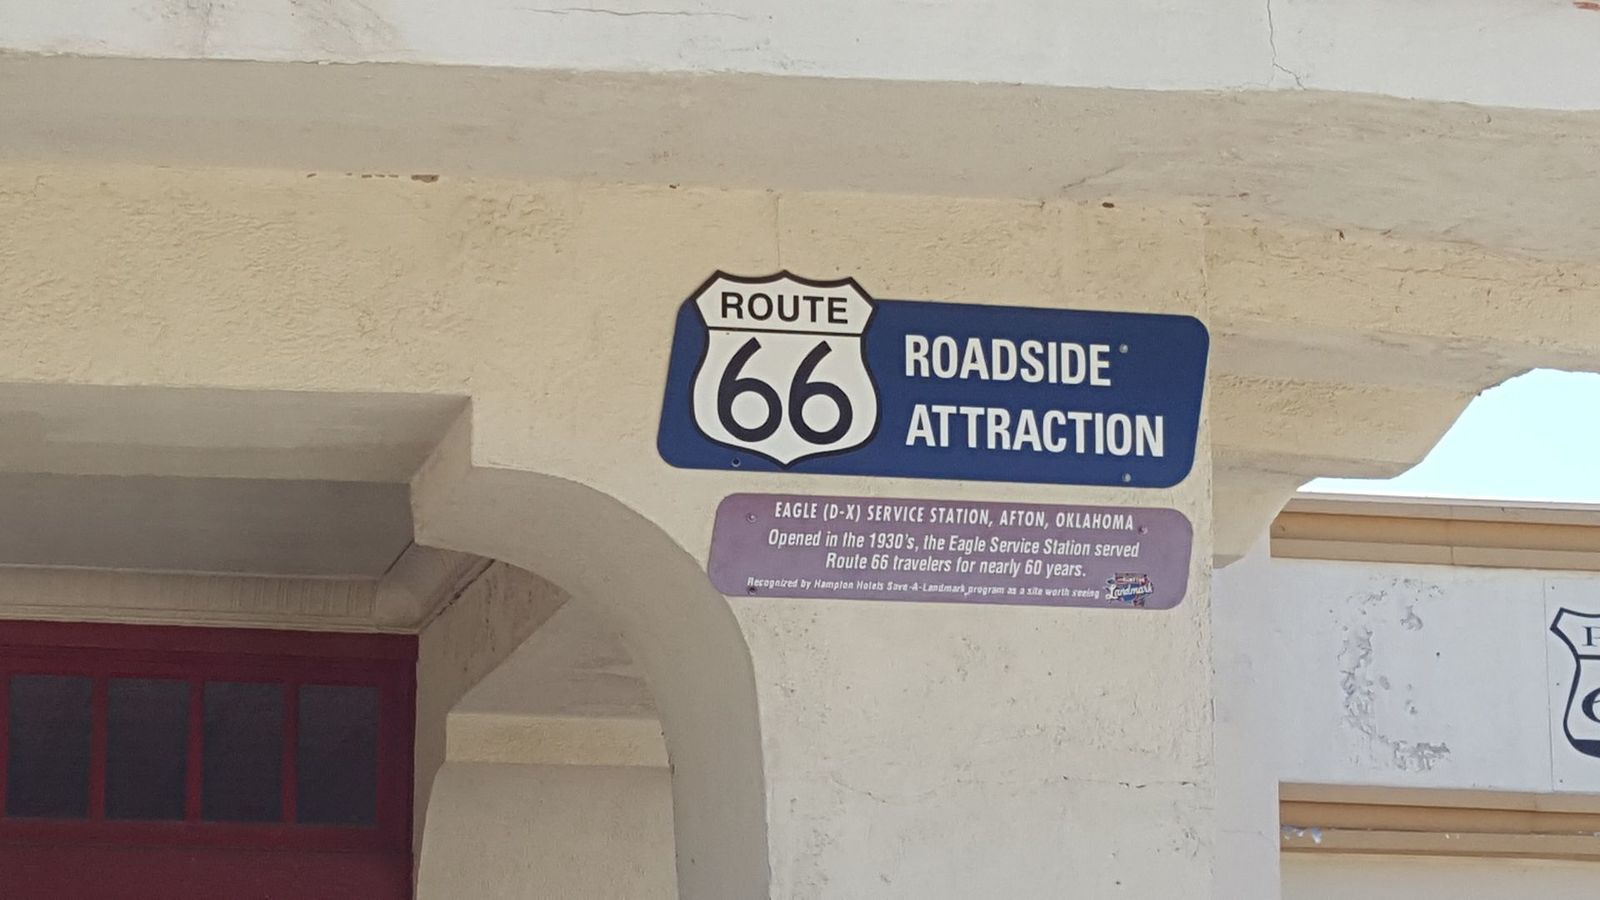 ROUTE
66
ROADSIDE
ATTRACTION
EAGLE (D-X) SERVICE STATION, AFTON, OKLAHOMA
Opened in the 1930's, the Eagle Service Station served
Route 66 travelers for nearly 60 years.
Recognized by Hampton Hotels Save-A-Landmark program as a site worth seeing
Landmark